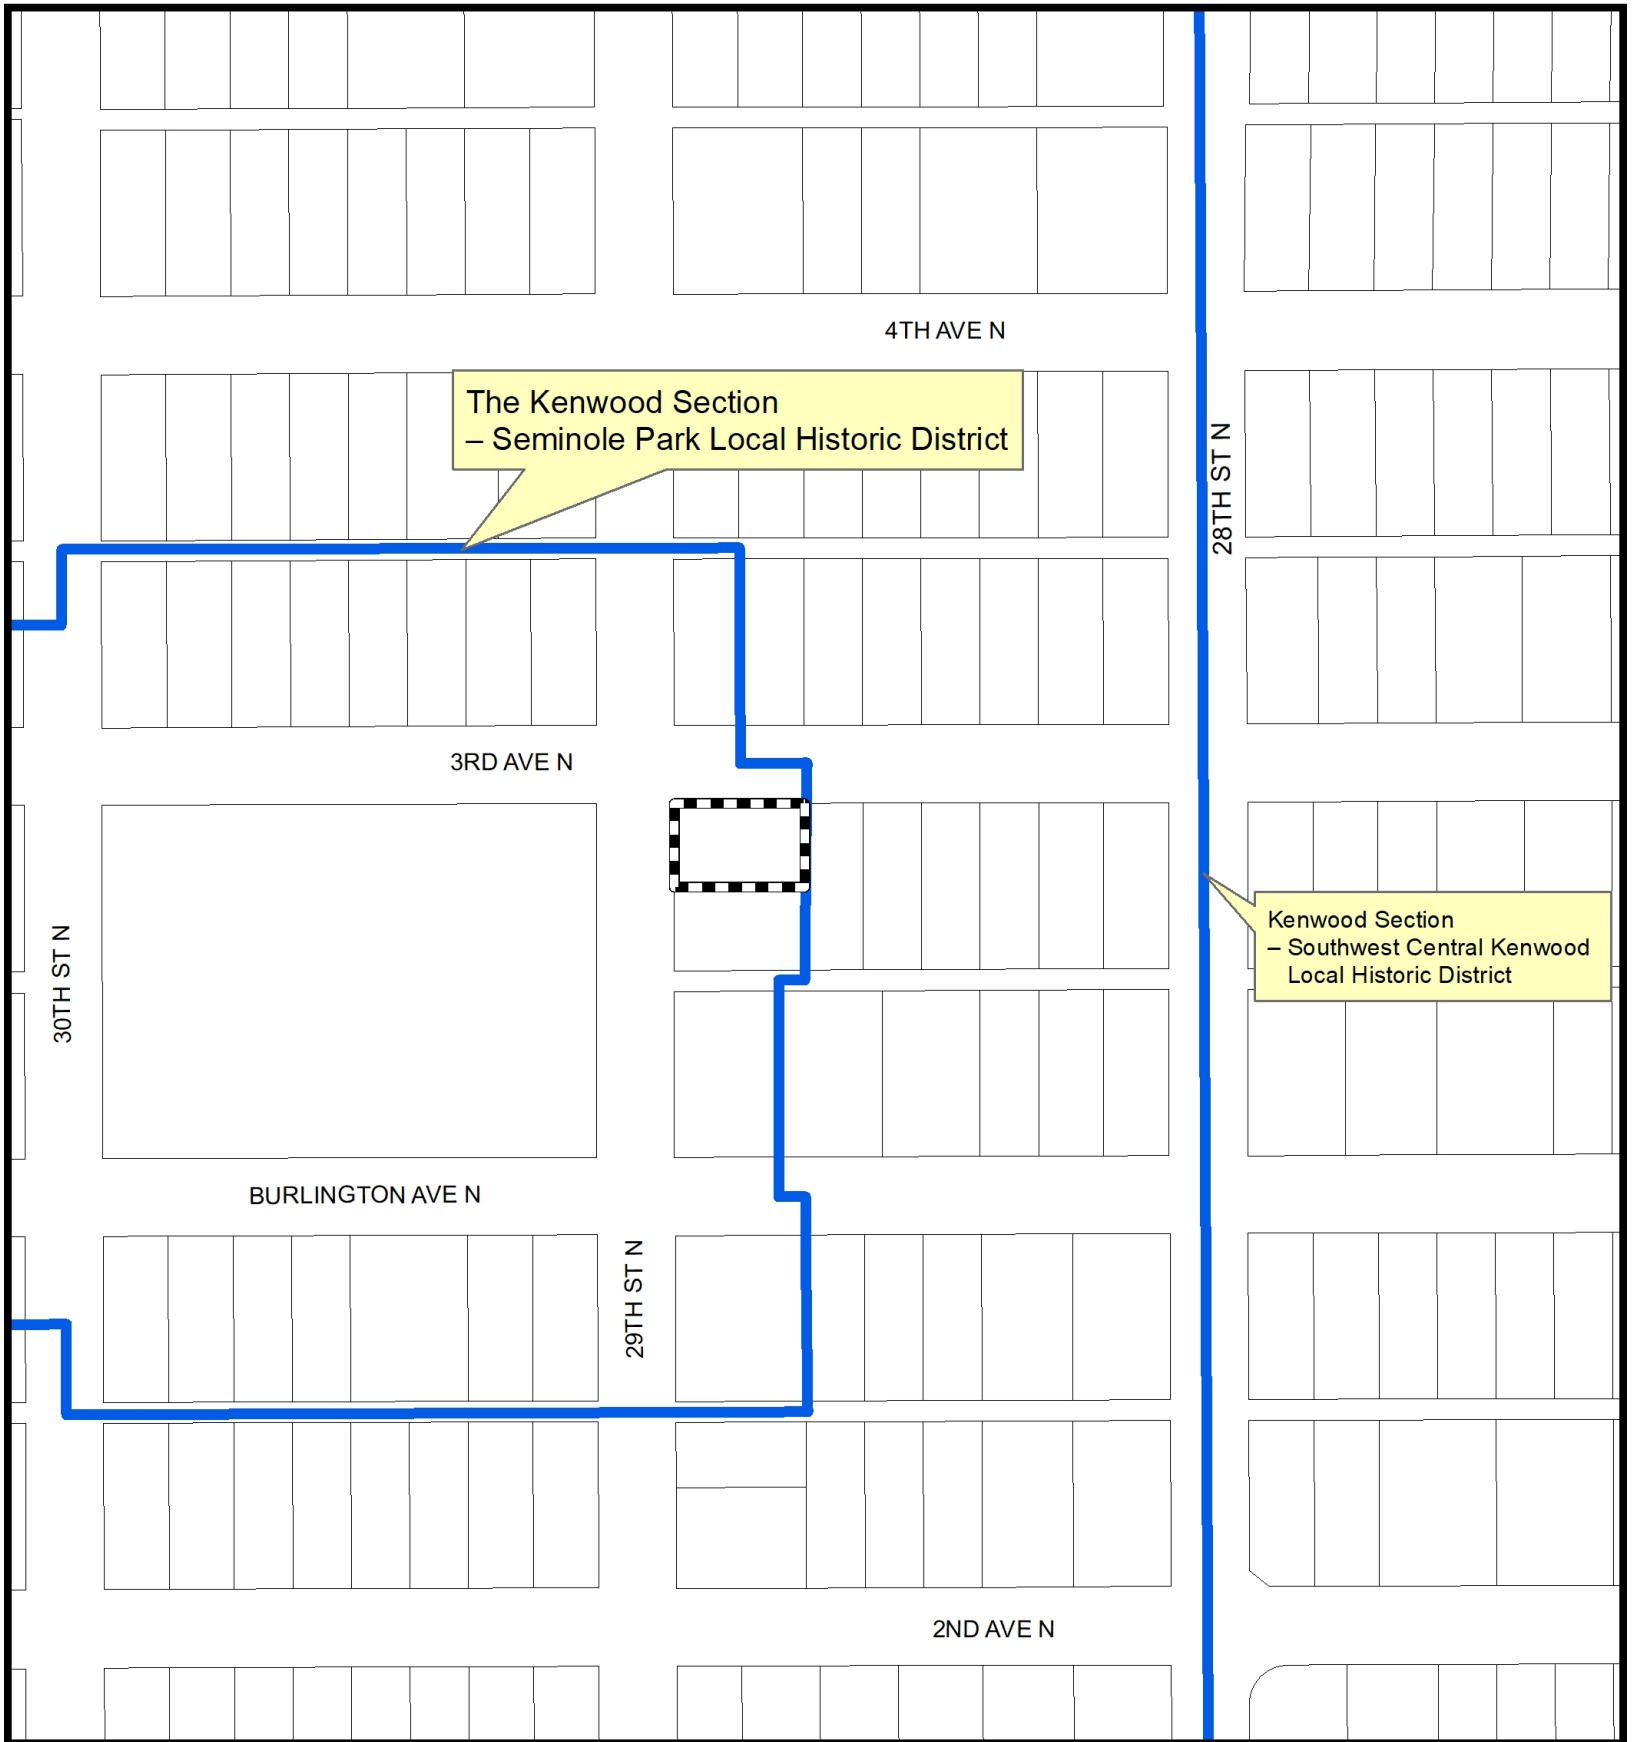 4TH AVE N
The Kenwood Section
– Seminole Park Local Historic District
28TH ST N
3RD AVE N
Kenwood Section
– Southwest Central Kenwood
Local Historic District
30TH ST N
BURLINGTON AVE N
29TH ST N
2ND AVE N